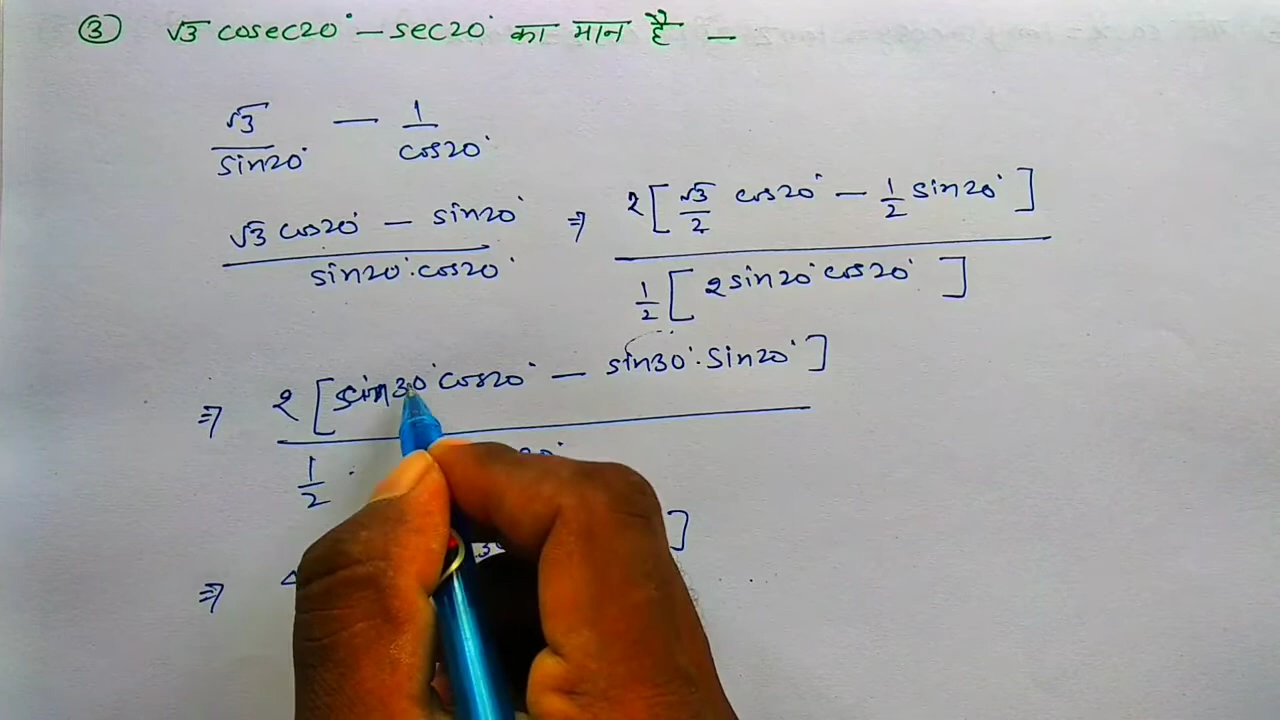 ③ √3 cosec20° – sec20° का मान है –
√3/sin20° – 1/cos20°
√3 cos20° – sin20° / sin20°.cos20° ⇒ 2[√3/2 cos20° – 1/2 sin20°] / 1/2[2sin20° cos20°]
⇒ 2[sin30° cos20° – sin30°.sin20°]
1/2 .
⇒ ]